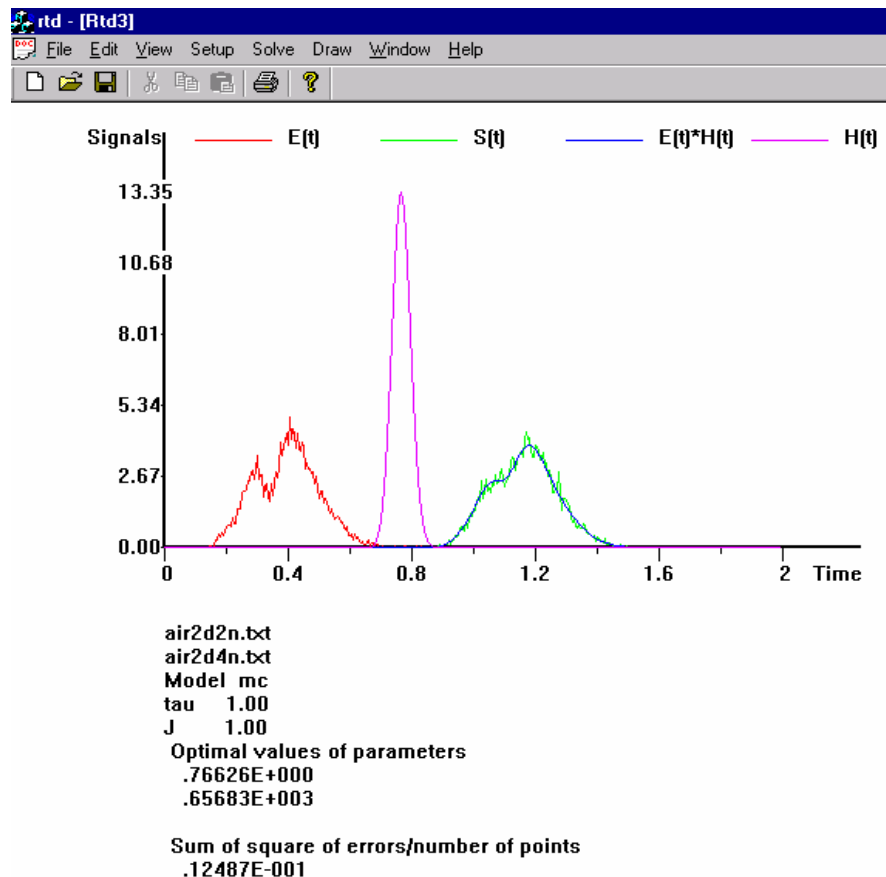 rtd - [Rtd3]
File Edit View Setup Solve Draw Window Help
Signals E(t) S(t) E(t)*H(t) H(t)
13.35
10.68
8.01
5.34
2.67
0.00
0 0.4 0.8 1.2 1.6 2 Time
air2d2n.txt
air2d4n.txt
Model mc
tau 1.00
J 1.00
Optimal values of parameters
.76626E+000
.65683E+003
Sum of square of errors/number of points
.12487E-001